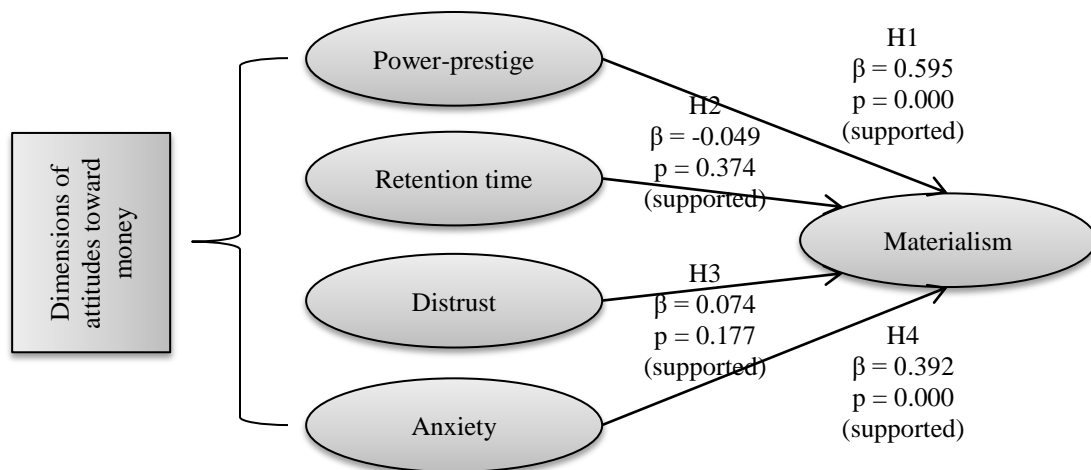 Dimensions of
attitudes toward
money
Power-prestige
Retention time
Distrust
Anxiety
H1
β = 0.595
p = 0.000
(supported)
H2
β = -0.049
p = 0.374
(supported)
H3
β = 0.074
p = 0.177
(supported)
H4
β = 0.392
p = 0.000
(supported)
Materialism